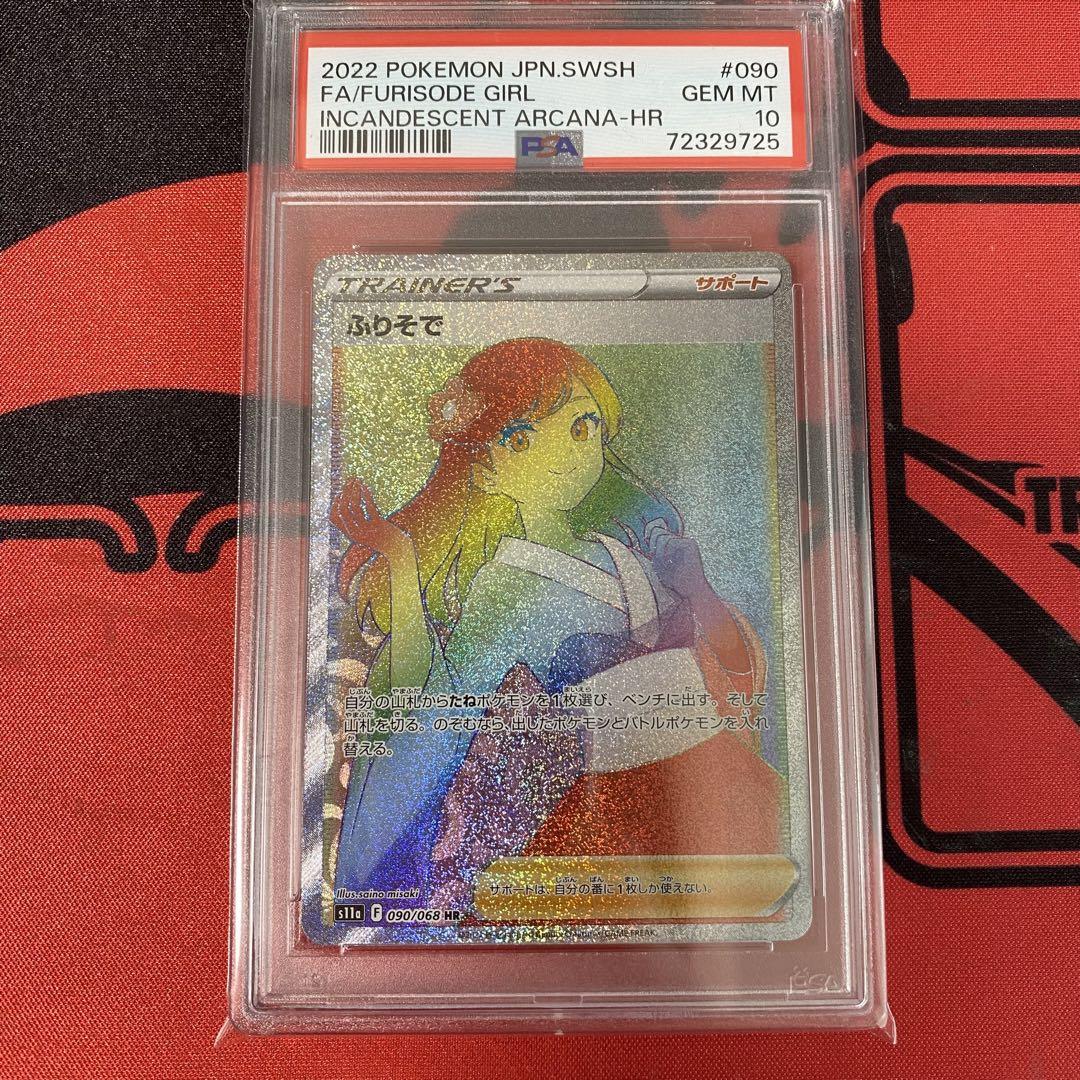 2022 POKEMON JPN.SWSH #090
FA/FURISODE GIRL GEM MT
INCANDESCENT ARCANA-HR 10
PSA 72329725
TRAINER'S サポート
ふりそで
自分の山札からたねポケモンを1枚選び、ベンチに出す。そして
山札を切る。のぞむなら、出したポケモンとバトルポケモンを入れ
替える。
サポートは、自分の番に1枚しか使えない。
Illus.saino misaki
s11a F 090/068 HR
TR